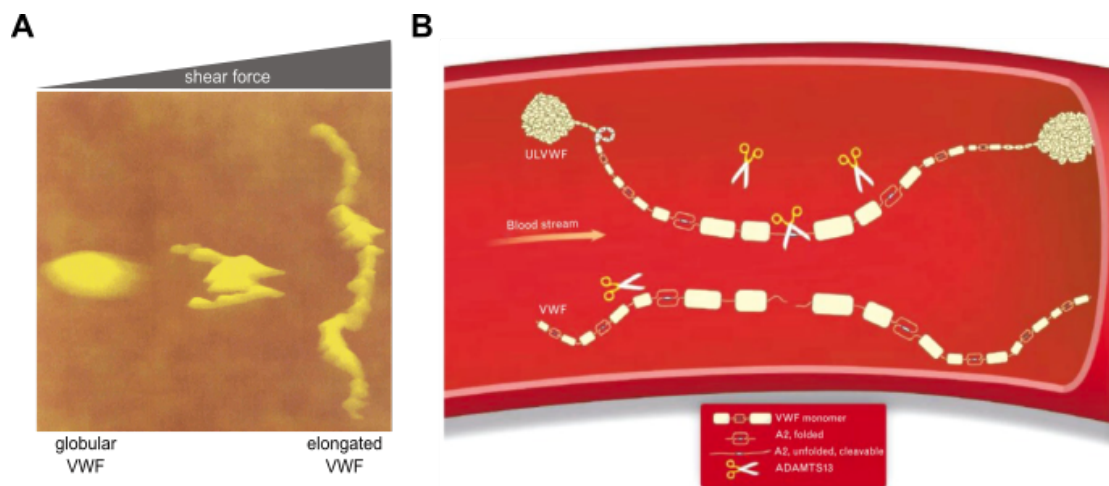 A
shear force
globular
VWF
elongated
VWF
B
ULVWF
Blood stream
VWF
VWF monomer
A2, folded
A2, unfolded, cleavable
ADAMTS13